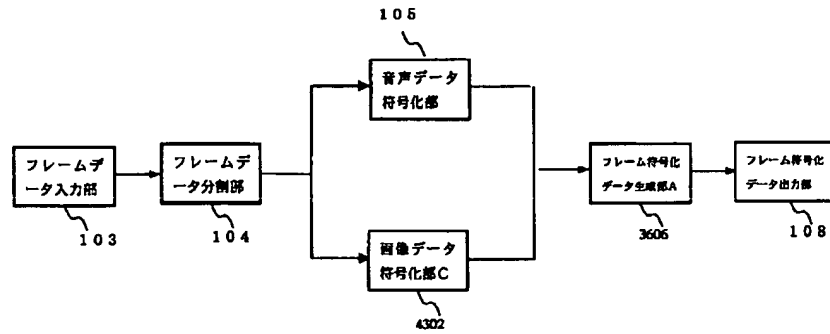 105
音声データ
符号化部
フレームデ
ータ入力部
103
フレームデ
ータ分割部
104
画像データ
符号化部C
4302
フレーム符号化
データ生成部A
3606
フレーム符号化
データ出力部
108